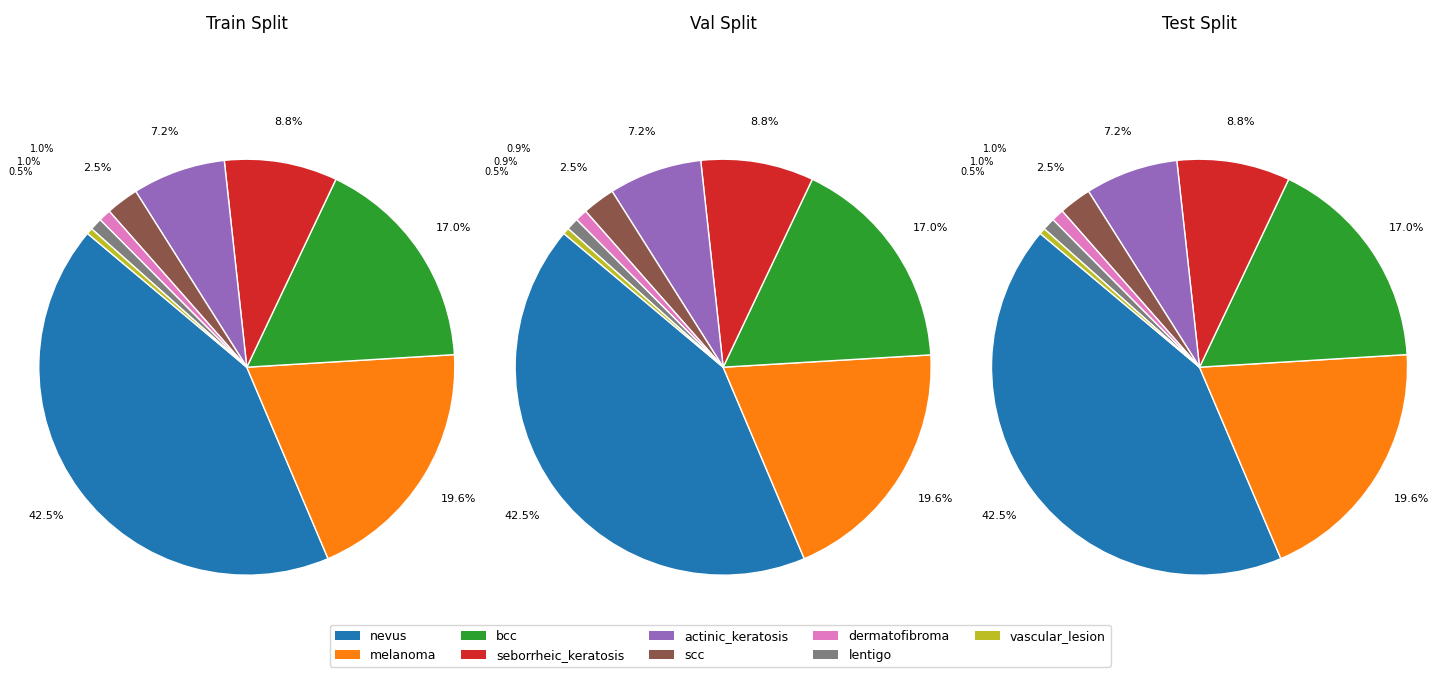 Train Split
Val Split
Test Split
8.8%
7.2%
1.0%
1.0%
0.5%
2.5%
17.0%
42.5%
19.6%
8.8%
7.2%
0.9%
0.9%
0.5%
2.5%
17.0%
42.5%
19.6%
8.8%
7.2%
1.0%
1.0%
0.5%
2.5%
17.0%
42.5%
19.6%
nevus
melanoma
bcc
seborrheic_keratosis
actinic_keratosis
scc
dermatofibroma
lentigo
vascular_lesion